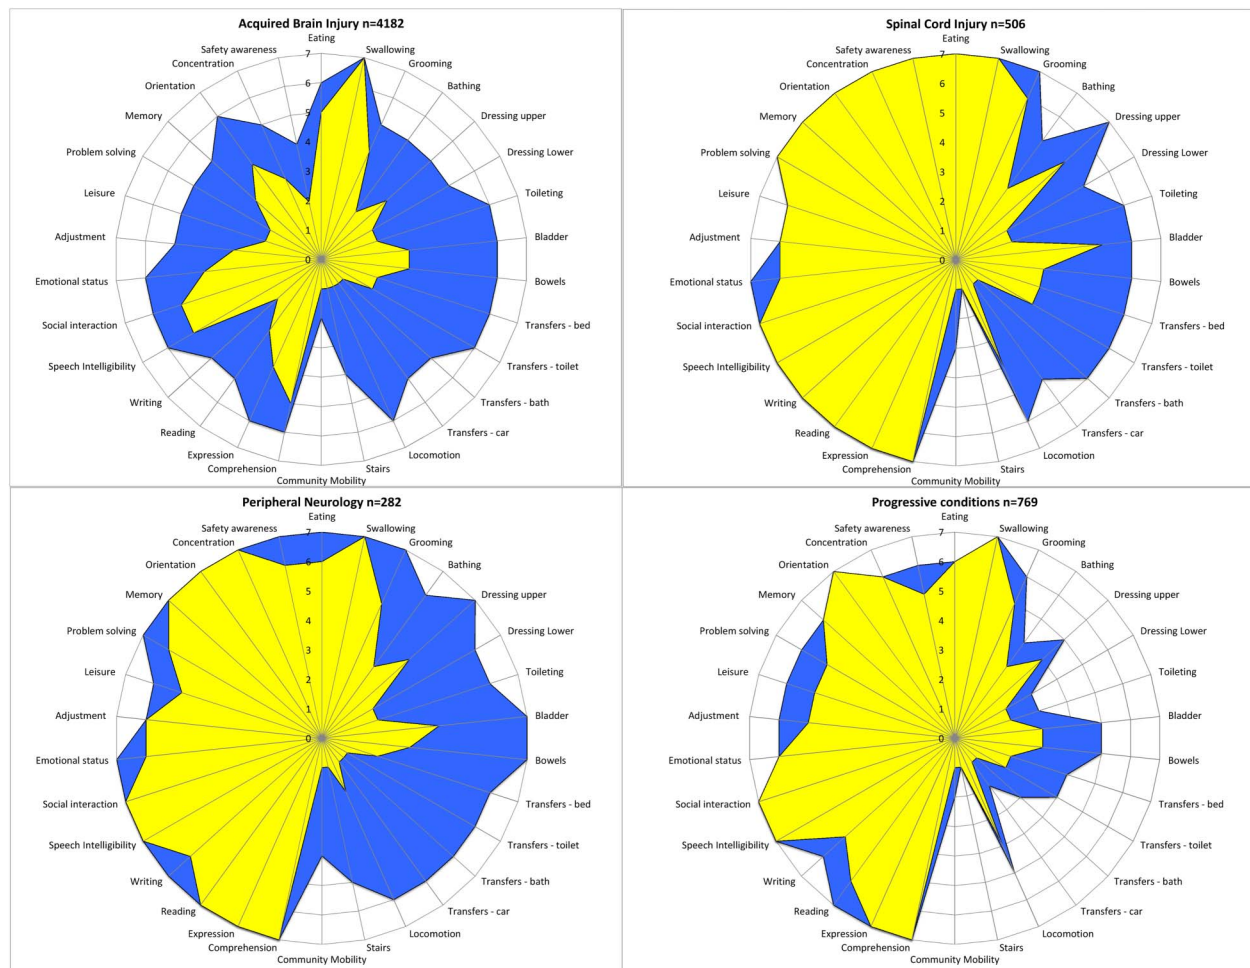 Acquired Brain Injury n=4182
Eating
Swallowing
Grooming
Bathing
Dressing upper
Dressing Lower
Toileting
Bladder
Bowels
Transfers - bed
Transfers - toilet
Transfers - bath
Transfers - car
Locomotion
Stairs
Community Mobility
Comprehension
Expression
Reading
Writing
Speech Intelligibility
Social interaction
Emotional status
Adjustment
Leisure
Problem solving
Memory
Orientation
Concentration
Safety awareness
7
6
5
4
3
2
1
0
Spinal Cord Injury n=506
Eating
Swallowing
Grooming
Bathing
Dressing upper
Dressing Lower
Toileting
Bladder
Bowels
Transfers - bed
Transfers - toilet
Transfers - bath
Transfers - car
Locomotion
Stairs
Community Mobility
Comprehension
Expression
Reading
Writing
Speech Intelligibility
Social interaction
Emotional status
Adjustment
Leisure
Problem solving
Memory
Orientation
Concentration
Safety awareness
7
6
5
4
3
2
1
0
Peripheral Neurology n=282
Eating
Swallowing
Grooming
Bathing
Dressing upper
Dressing Lower
Toileting
Bladder
Bowels
Transfers - bed
Transfers - toilet
Transfers - bath
Transfers - car
Locomotion
Stairs
Community Mobility
Comprehension
Expression
Reading
Writing
Speech Intelligibility
Social interaction
Emotional status
Adjustment
Leisure
Problem solving
Memory
Orientation
Concentration
Safety awareness
7
6
5
4
3
2
1
0
Progressive conditions n=769
Eating
Swallowing
Grooming
Bathing
Dressing upper
Dressing Lower
Toileting
Bladder
Bowels
Transfers - bed
Transfers - toilet
Transfers - bath
Transfers - car
Locomotion
Stairs
Community Mobility
Comprehension
Expression
Reading
Writing
Speech Intelligibility
Social interaction
Emotional status
Adjustment
Leisure
Problem solving
Memory
Orientation
Concentration
Safety awareness
7
6
5
4
3
2
1
0